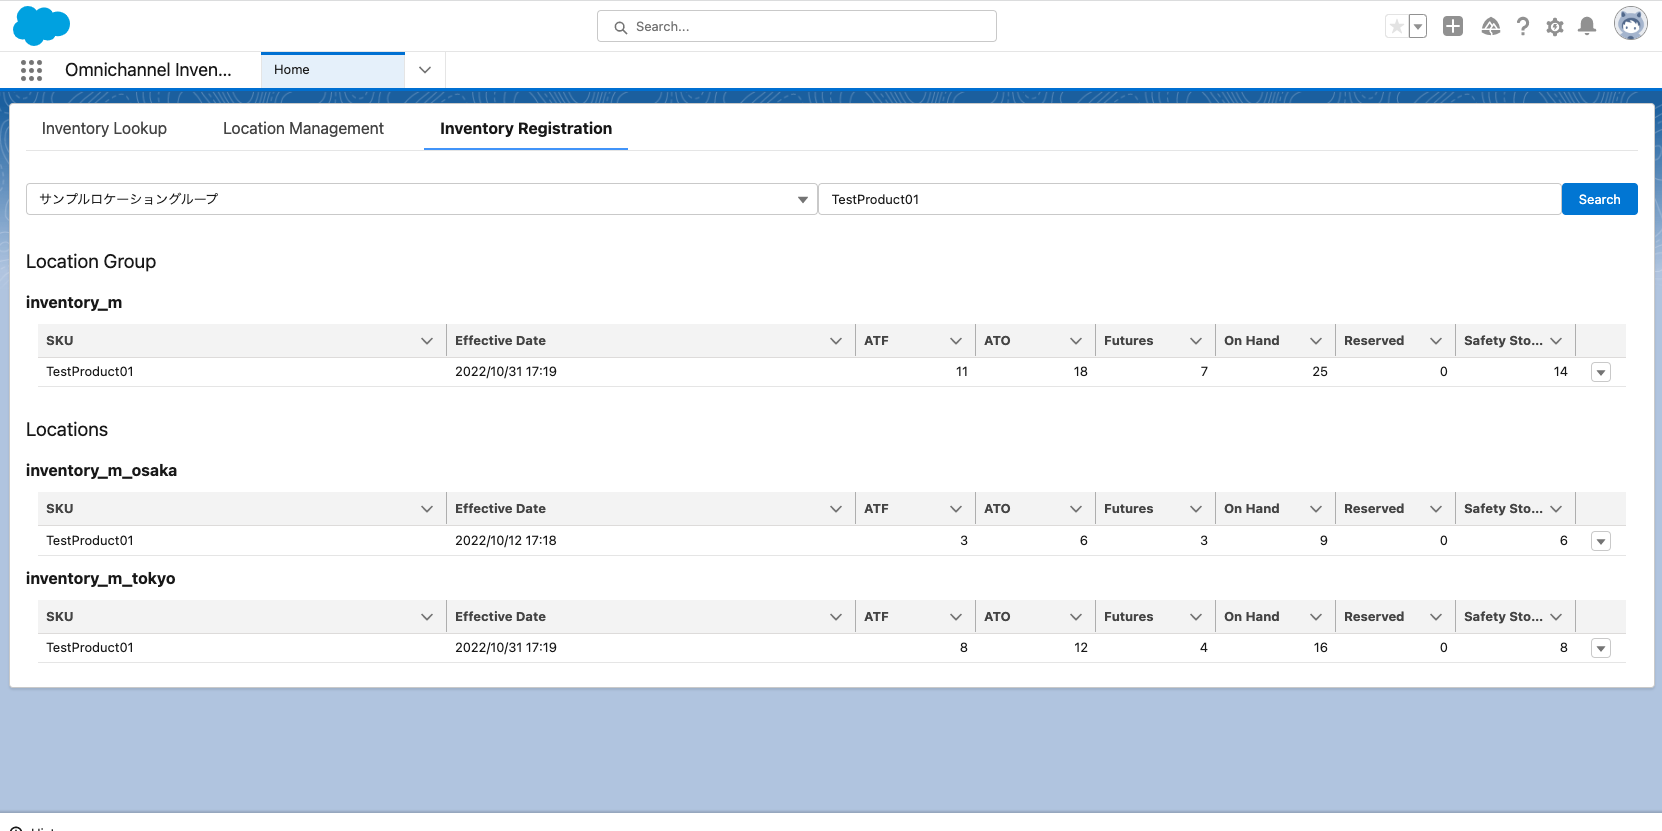 Search...
Omnichannel Inven... Home
Inventory Lookup Location Management Inventory Registration
サンプルロケーショングループ TestProduct01 Search
Location Group
inventory_m
SKU Effective Date ATF ATO Futures On Hand Reserved Safety Sto...
TestProduct01 2022/10/31 17:19 11 18 7 25 0 14
Locations
inventory_m_osaka
SKU Effective Date ATF ATO Futures On Hand Reserved Safety Sto...
TestProduct01 2022/10/12 17:18 3 6 3 9 0 6
inventory_m_tokyo
SKU Effective Date ATF ATO Futures On Hand Reserved Safety Sto...
TestProduct01 2022/10/31 17:19 8 12 4 16 0 8